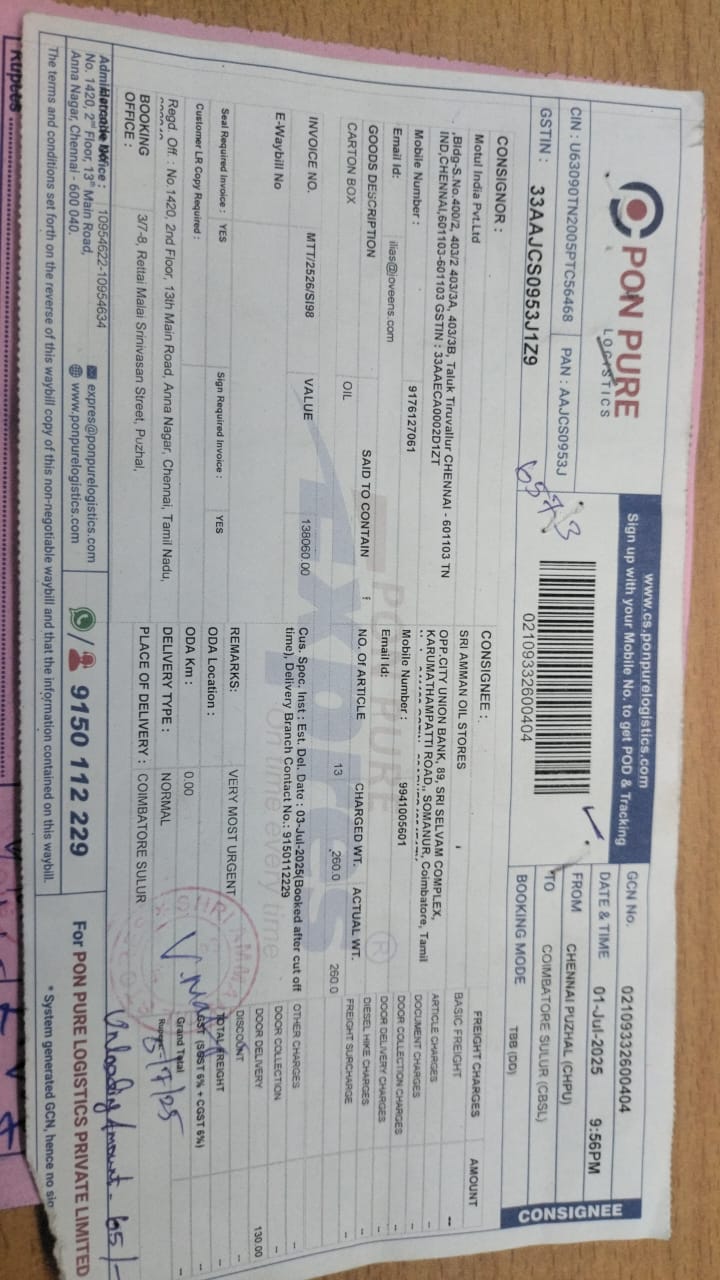 PON PURE
LOGISTICS
www.cs.ponpurelogistics.com
Sign up with your Mobile No. to get POD & Tracking
CIN : U63090TN2005PTC56468
PAN : AAJCS0953J
GSTIN : 33AAJCS0953J1Z9
02109332600404
GCN No. 02109332600404
DATE & TIME 01-Jul-2025 9:56PM
FROM CHENNAI PUZHAL (CHPU)
TO COIMBATORE SULUR (CBSL)
BOOKING MODE TBB (DD)
CONSIGNEE
CONSIGNOR :
Motul India Pvt.Ltd
,Bldg-S.No.400/2, 403/2 403/3A, 403/3B, Taluk Tiruvallur CHENNAI - 601103 TN
IND,CHENNAI,601103-601103 GSTIN : 33AAECA0002D1ZT
Mobile Number : 9176127061
Email Id: ilias@loveens.com
CONSIGNEE :
SRI AMMAN OIL STORES
OPP.CITY UNION BANK, 89, SRI SELVAM COMPLEX,
KARUMATHAMPATTI ROAD,, SOMANUR, Coimbatore, Tamil
Mobile Number : 9941005601
Email Id:
GOODS DESCRIPTION
SAID TO CONTAIN
NO. Of ARTICLE
CHARGED WT.
ACTUAL WT.
CARTON BOX
OIL
13
260.0
260.0
INVOICE NO. MTT/2526/SI98
VALUE 138060.00
E-Waybill No
Cus. Spec. Inst : Est. Del. Date : 03-Jul-2025(Booked after cut off
time), Delivery Branch Contact No.: 9150112229
Seal Required Invoice : YES
Sign Required Invoice : YES
Customer LR Copy Required :
REMARKS: VERY MOST URGENT
ODA Location :
ODA Km : 0.00
Regd. Off. : No.1420, 2nd Floor, 13th Main Road, Anna Nagar, Chennai, Tamil Nadu,
DELIVERY TYPE : NORMAL
BOOKING
OFFICE :
3/7-8, Rettai Malai Srinivasan Street, Puzhal,
PLACE OF DELIVERY : COIMBATORE SULUR
FREIGHT CHARGES AMOUNT
BASIC FREIGHT --
ARTICLE CHARGES --
DOCUMENT CHARGES --
DOOR COLLECTION CHARGES --
DOOR DELIVERY CHARGES --
DIESEL HIKE CHARGES --
FREIGHT SURCHARGE --
OTHER CHARGES --
DOOR COLLECTION --
DOOR DELIVERY 130.00
DISCOUNT --
TOTAL FREIGHT --
GST (SGST 6% + CGST 6%) --
Grand Total --
5/7/25
Unloading Amount - 65/-
10954622-10954634
No. 1420, 2nd Floor, 13th Main Road,
Anna Nagar, Chennai - 600 040.
expres@ponpurelogistics.com
www.ponpurelogistics.com
9150 112 229
For PON PURE LOGISTICS PRIVATE LIMITED
The terms and conditions set forth on the reverse of this waybill copy of this non-negotiable waybill and that the information contained on this waybill.
* System generated GCN, hence no
PON PURE
Expres
On time every time
Rupees